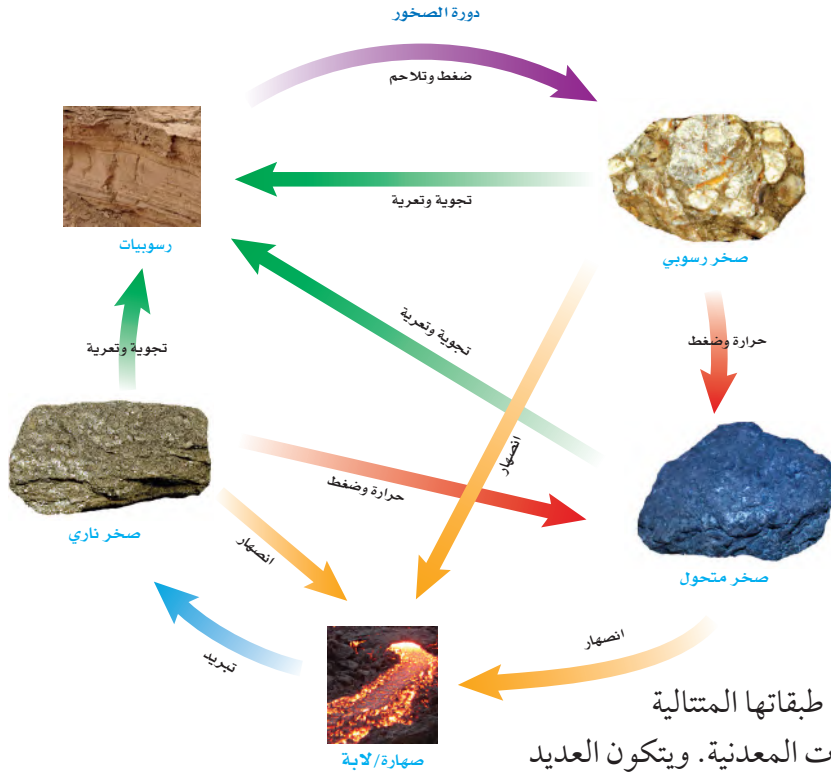 دورة الصخور
ضغط وتلاحم
تجوية وتعرية
رسوبيات
صخر رسوبي
تجوية وتعرية
تجوية وتعرية
حرارة وضغط
انصهار
حرارة وضغط
صخر ناري
صخر متحول
انصهار
انصهار
تبريد
صهارة/لابة
طبقاتها المتتالية
ت المعدنية. ويتكون العديد